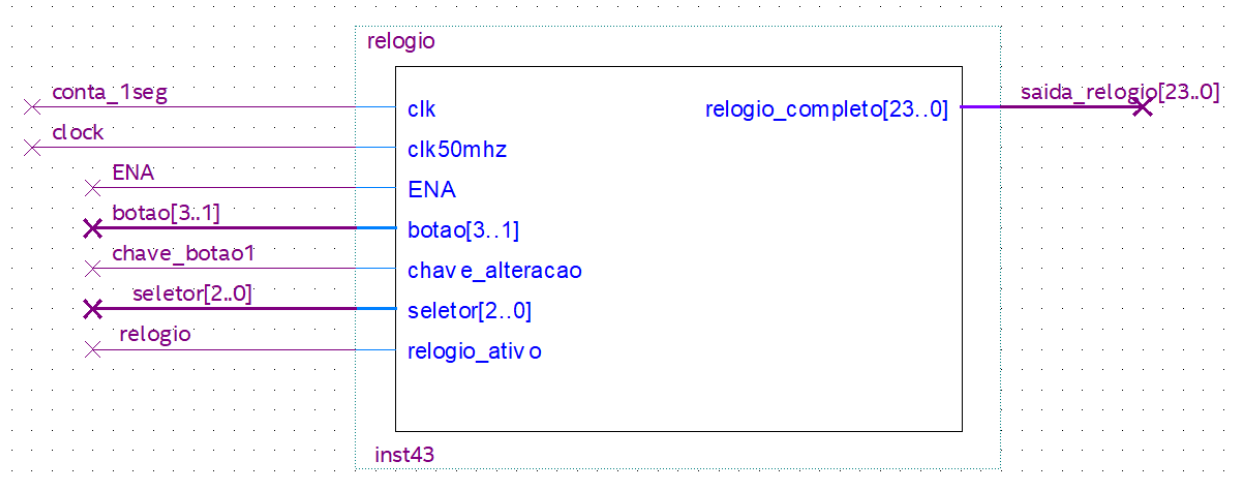 relogio
conta_1seg
clk
relogio_completo[23..0]
saida_relogio[23..0]
clock
clk50mhz
ENA
ENA
botao[3..1]
botao[3..1]
chave_botao1
chave_alteracao
seletor[2..0]
seletor[2..0]
relogio
relogio_ativo
inst43